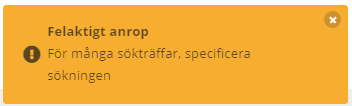 Felaktigt anrop
För många sökträffar, specificera
sökningen